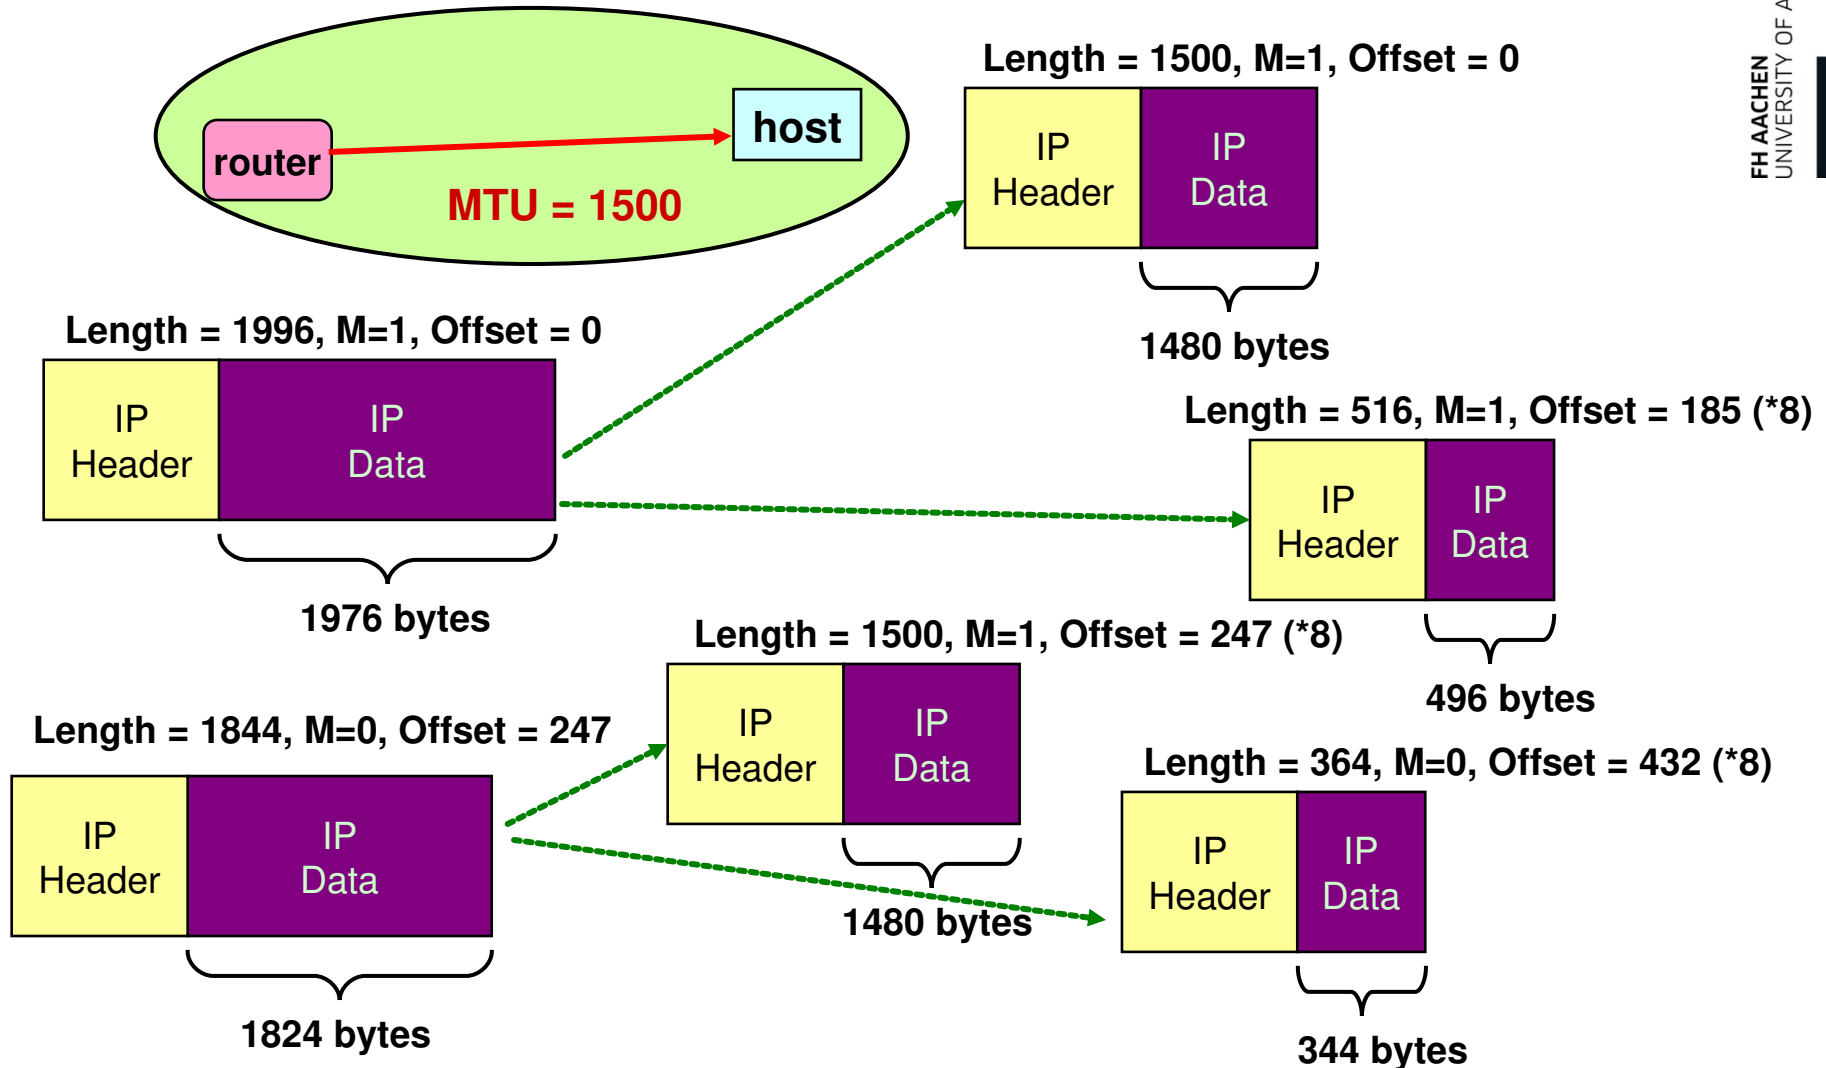 router
host
MTU = 1500
Length = 1500, M=1, Offset = 0
IP
Header
IP
Data
1480 bytes
FH AACHEN
UNIVERSITY OF A
Length = 1996, M=1, Offset = 0
IP
Header
IP
Data
1976 bytes
Length = 516, M=1, Offset = 185 (*8)
IP
Header
IP
Data
496 bytes
Length = 1844, M=0, Offset = 247
IP
Header
IP
Data
1824 bytes
Length = 1500, M=1, Offset = 247 (*8)
IP
Header
IP
Data
1480 bytes
Length = 364, M=0, Offset = 432 (*8)
IP
Header
IP
Data
344 bytes